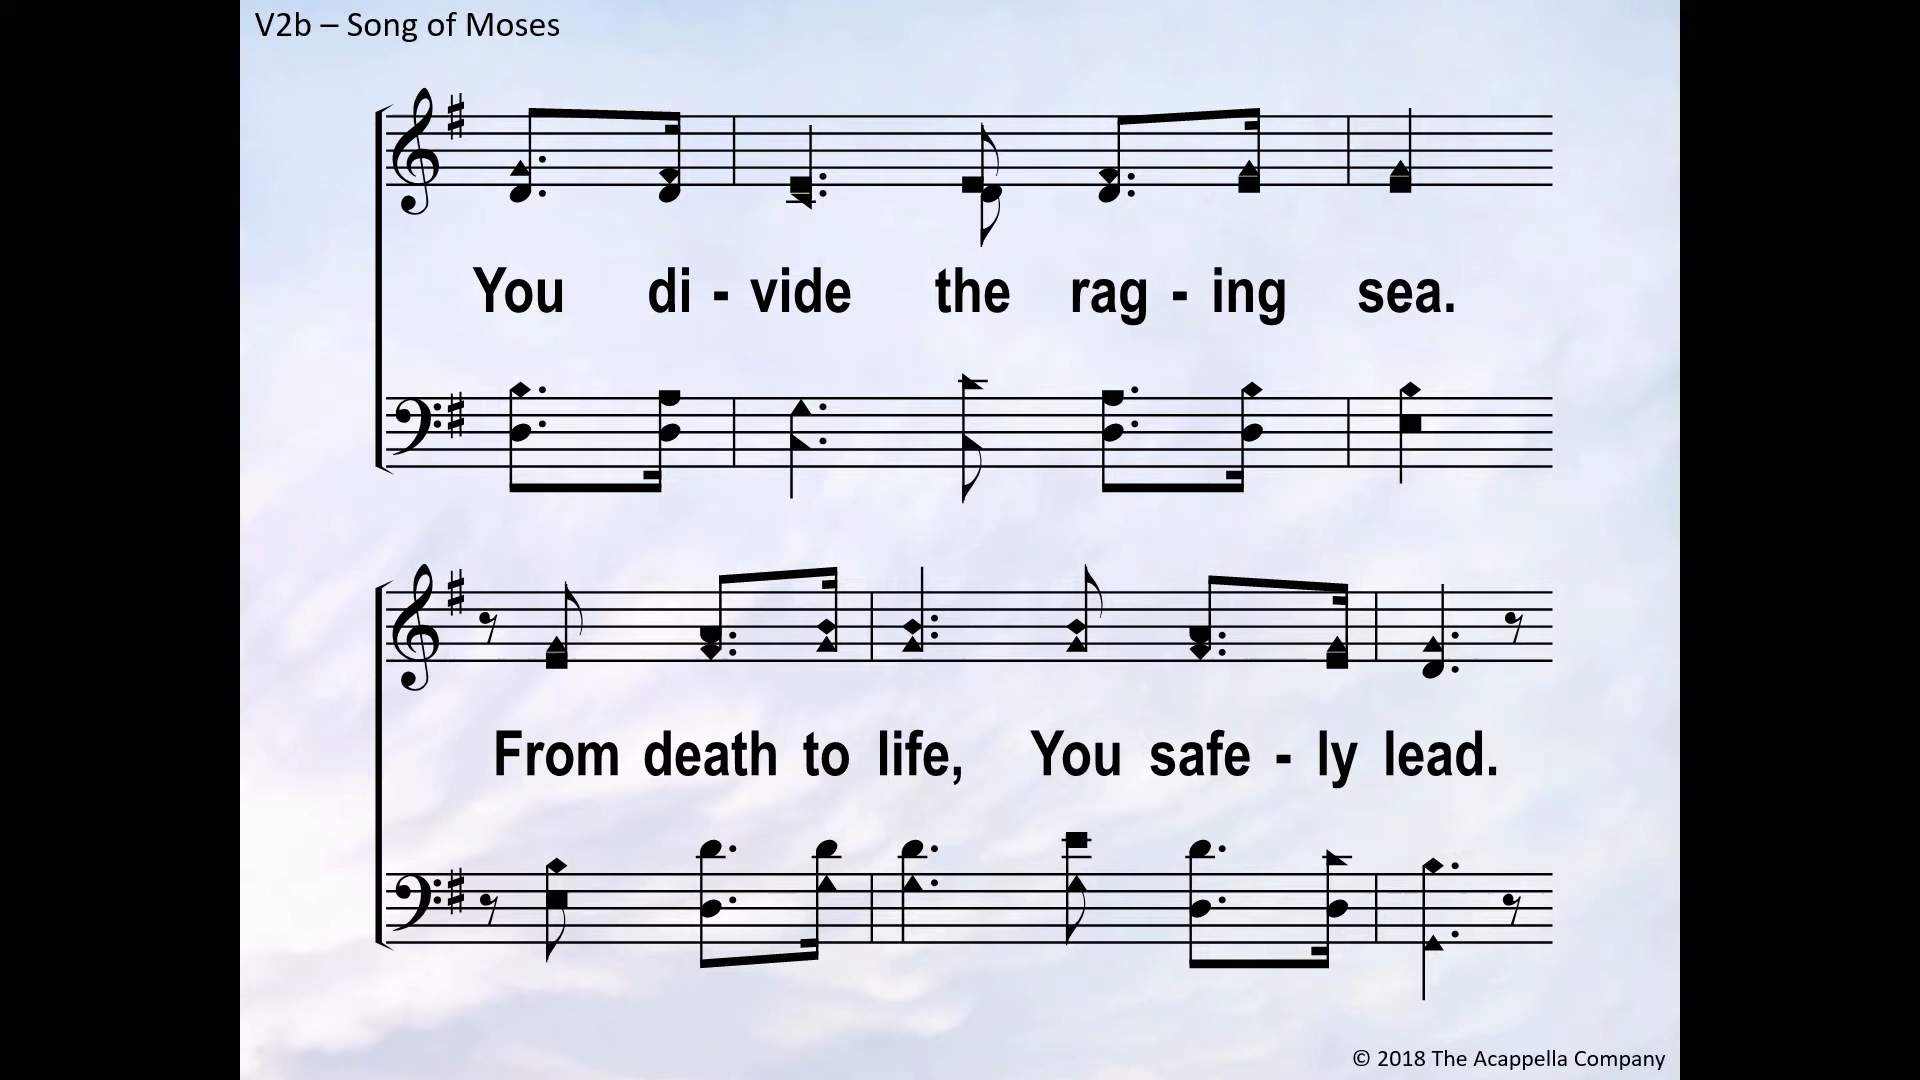 V2b – Song of Moses
You di - vide the rag - ing sea.
From death to life, You safe - ly lead.
© 2018 The Acappella Company